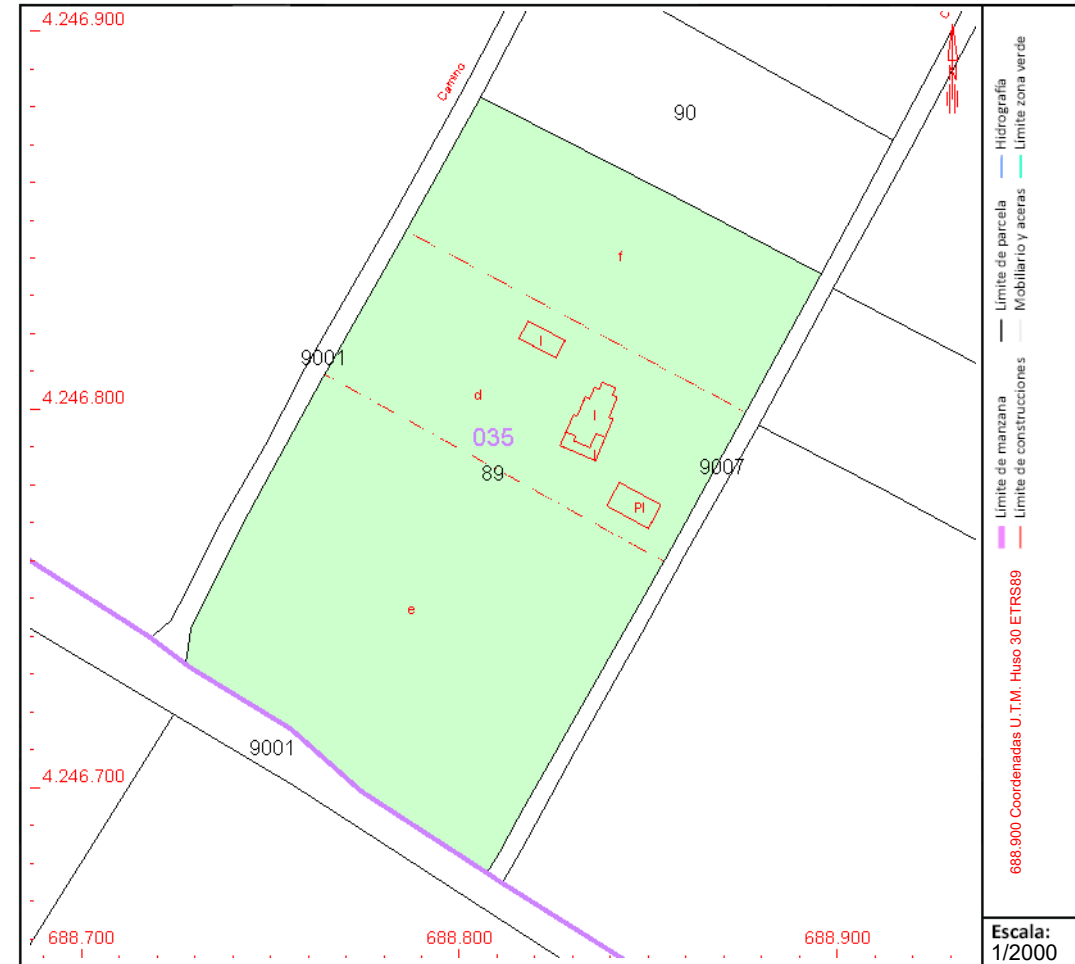 4.246.900
C
Camino
90
f
I
9001
d
I
4.246.800
035
89
9007
I
PI
e
9001
4.246.700
688.700
688.800
688.900
Limite de manzana
Límite de parcela
Hidrografía
Límite de construcciones
Mobiliario y aceras
Límite zona verde
688.900 Coordenadas U.T.M. Huso 30 ETRS89
Escala:
1/2000